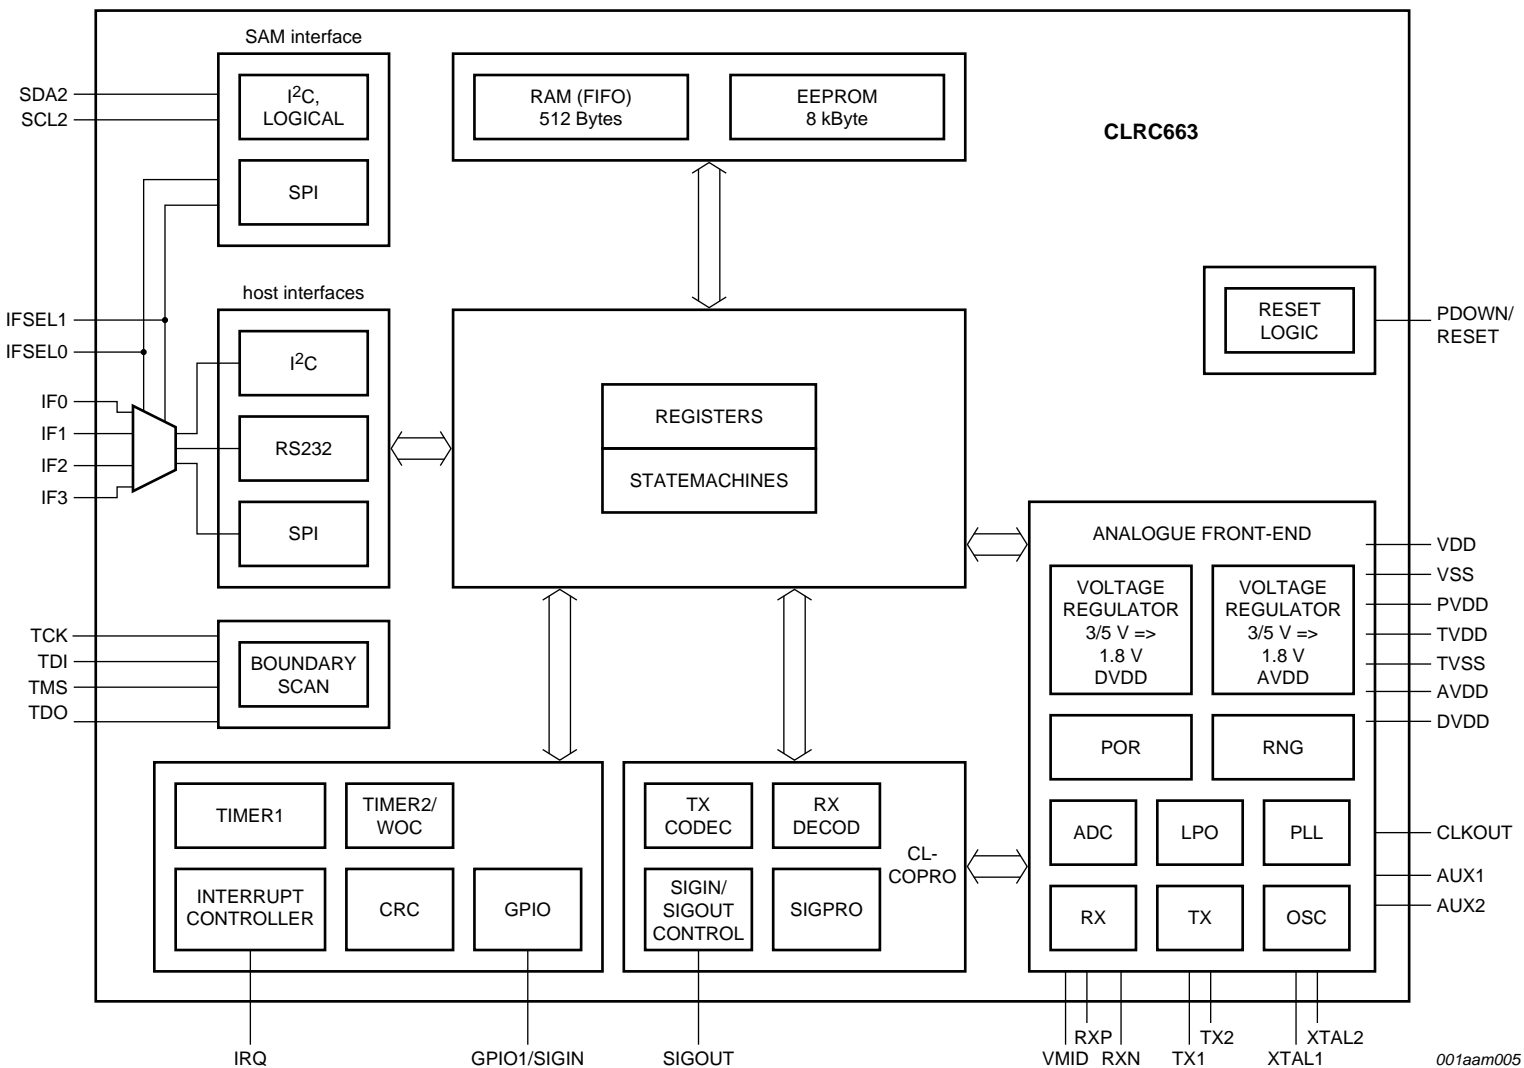 SAM interface
SDA2
SCL2
I2C,
LOGICAL
SPI
RAM (FIFO)
512 Bytes
EEPROM
8 kByte
CLRC663
host interfaces
IFSEL1
IFSEL0
IF0
IF1
IF2
IF3
I2C
RS232
SPI
REGISTERS
STATEMACHINES
RESET
LOGIC
PDOWN/
RESET
TCK
TDI
TMS
TDO
BOUNDARY
SCAN
ANALOGUE FRONT-END
VOLTAGE
REGULATOR
3/5 V =>
1.8 V
DVDD
VOLTAGE
REGULATOR
3/5 V =>
1.8 V
AVDD
POR
RNG
ADC
LPO
PLL
RX
TX
OSC
VDD
VSS
PVDD
TVDD
TVSS
AVDD
DVDD
CLKOUT
AUX1
AUX2
TIMER1
TIMER2/
WOC
INTERRUPT
CONTROLLER
CRC
GPIO
TX
CODEC
RX
DECOD
SIGIN/
SIGOUT
CONTROL
SIGPRO
CL-
COPRO
IRQ
GPIO1/SIGIN
SIGOUT
VMID
RXP
RXN
TX1
TX2
XTAL1
XTAL2
001aam005